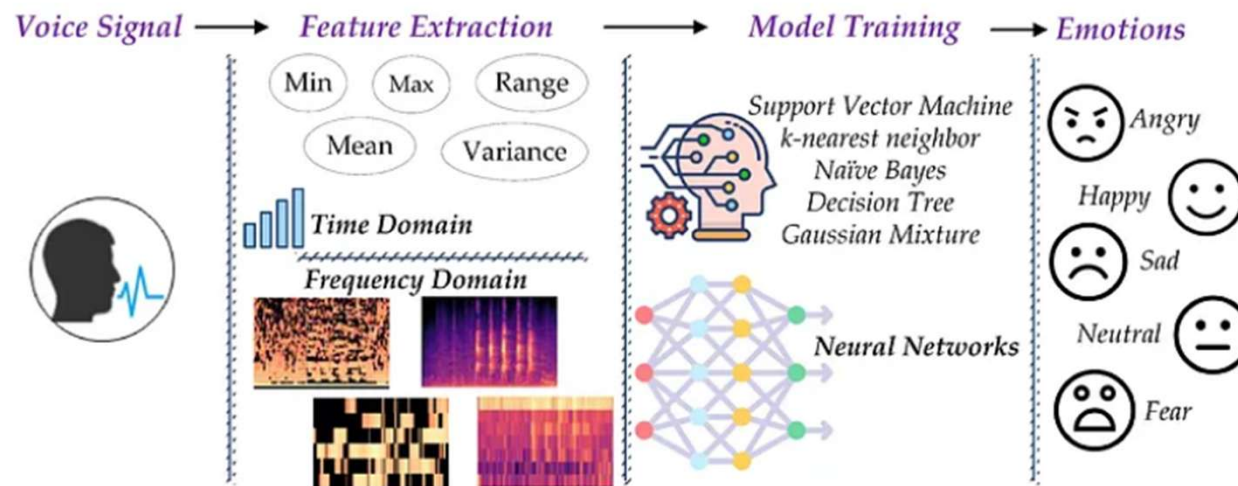 Voice Signal
Feature Extraction
Model Training
Emotions
Min
Max
Range
Mean
Variance
Time Domain
Frequency Domain
Support Vector Machine
k-nearest neighbor
Naïve Bayes
Decision Tree
Gaussian Mixture
Neural Networks
Angry
Happy
Sad
Neutral
Fear